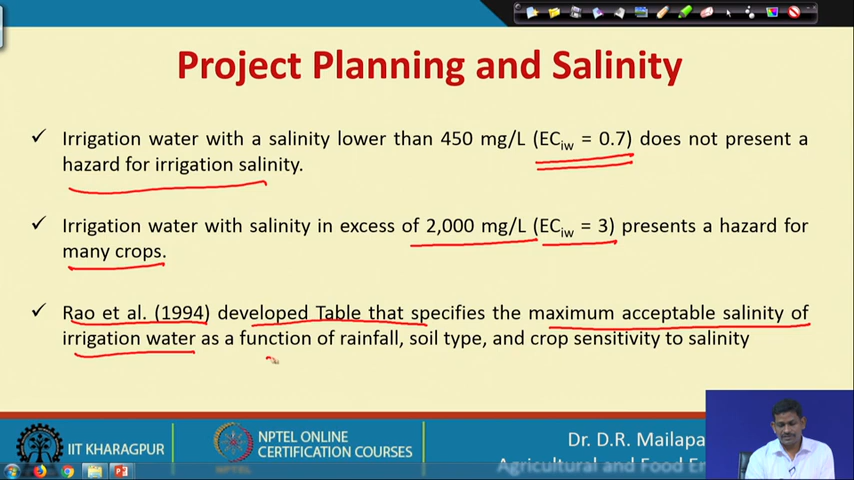 Project Planning and Salinity
✓ Irrigation water with a salinity lower than 450 mg/L (ECiw = 0.7) does not present a
hazard for irrigation salinity.
✓ Irrigation water with salinity in excess of 2,000 mg/L (ECiw = 3) presents a hazard for
many crops.
✓ Rao et al. (1994) developed Table that specifies the maximum acceptable salinity of
irrigation water as a function of rainfall, soil type, and crop sensitivity to salinity
IIT KHARAGPUR
NPTEL ONLINE
CERTIFICATION COURSES
Dr. D.R. Mailapa
Agricultural and Food En